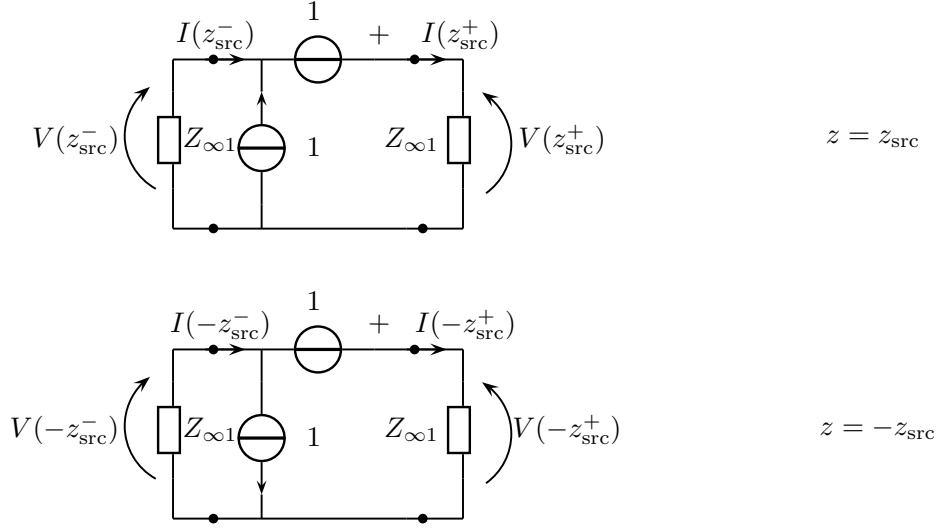 1
I(z_src^-) + I(z_src^+)
V(z_src^-) Z_∞1 1 Z_∞1 V(z_src^+) z = z_src
1
I(-z_src^-) + I(-z_src^+)
V(-z_src^-) Z_∞1 1 Z_∞1 V(-z_src^+) z = -z_src